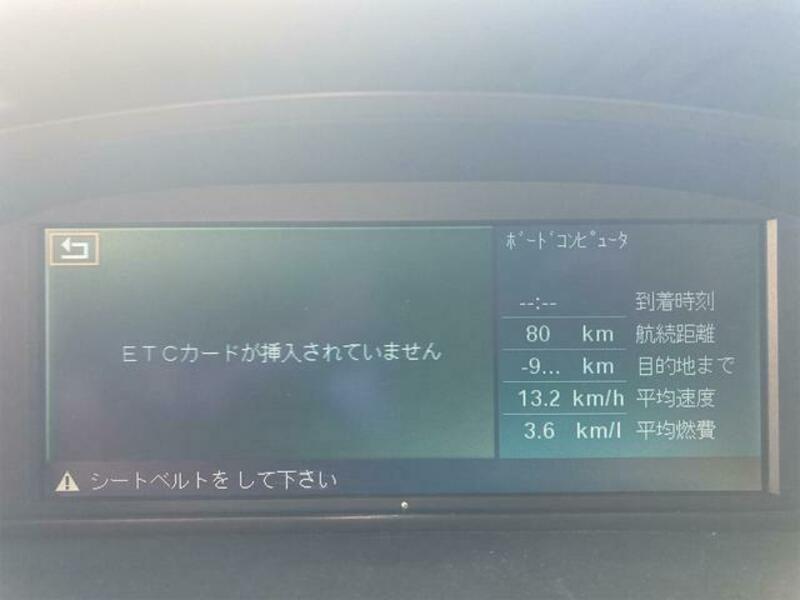 ボードコンピュータ
ETCカードが挿入されていません
--:-- 到着時刻
80 km 航続距離
-9... km 目的地まで
13.2 km/h 平均速度
3.6 km/l 平均燃費
シートベルトをして下さい